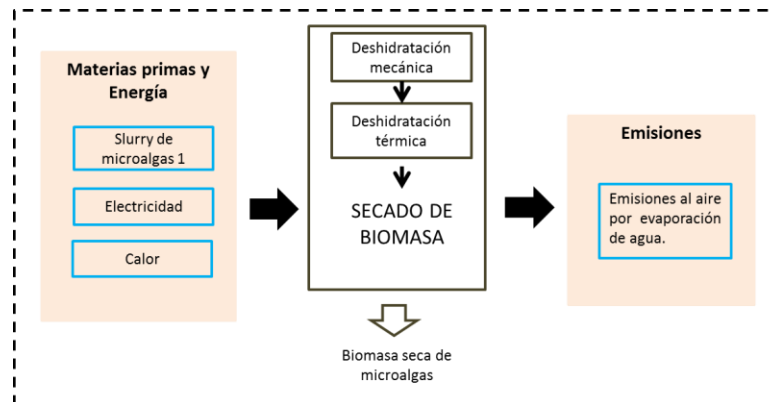 Materias primas y
Energía
Slurry de
microalgas 1
Electricidad
Calor
Deshidratación
mecánica
Deshidratación
térmica
SECADO DE
BIOMASA
Biomasa seca de
microalgas
Emisiones
Emisiones al aire
por evaporación
de agua.